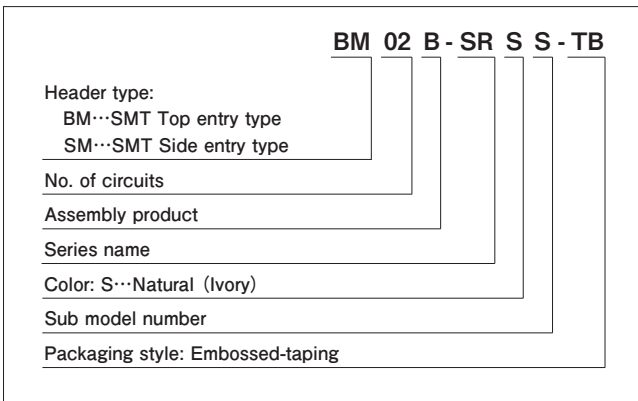 BM 02 B - SR S S - TB
Header type:
BM…SMT Top entry type
SM…SMT Side entry type
No. of circuits
Assembly product
Series name
Color: S…Natural (Ivory)
Sub model number
Packaging style: Embossed-taping